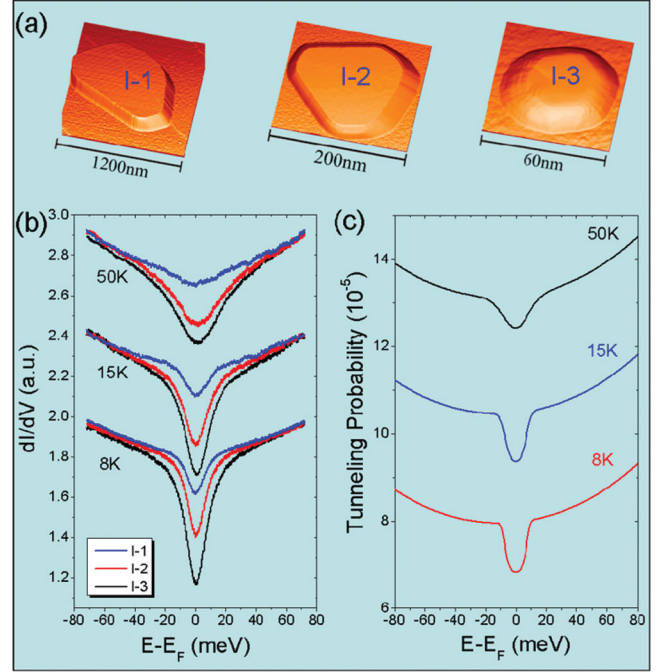 (a)
I-1
I-2
I-3
1200nm
200nm
60nm
(b)
3.0
2.8
2.6
2.4
2.2
2.0
1.8
1.6
1.4
1.2
dI/dV (a.u.)
50K
15K
8K
I-1
I-2
I-3
-80 -60 -40 -20 0 20 40 60 80
E-EF (meV)
(c)
14
12
10
8
6
Tunneling Probability (10-5)
50K
15K
8K
-80 -60 -40 -20 0 20 40 60 80
E-EF (meV)